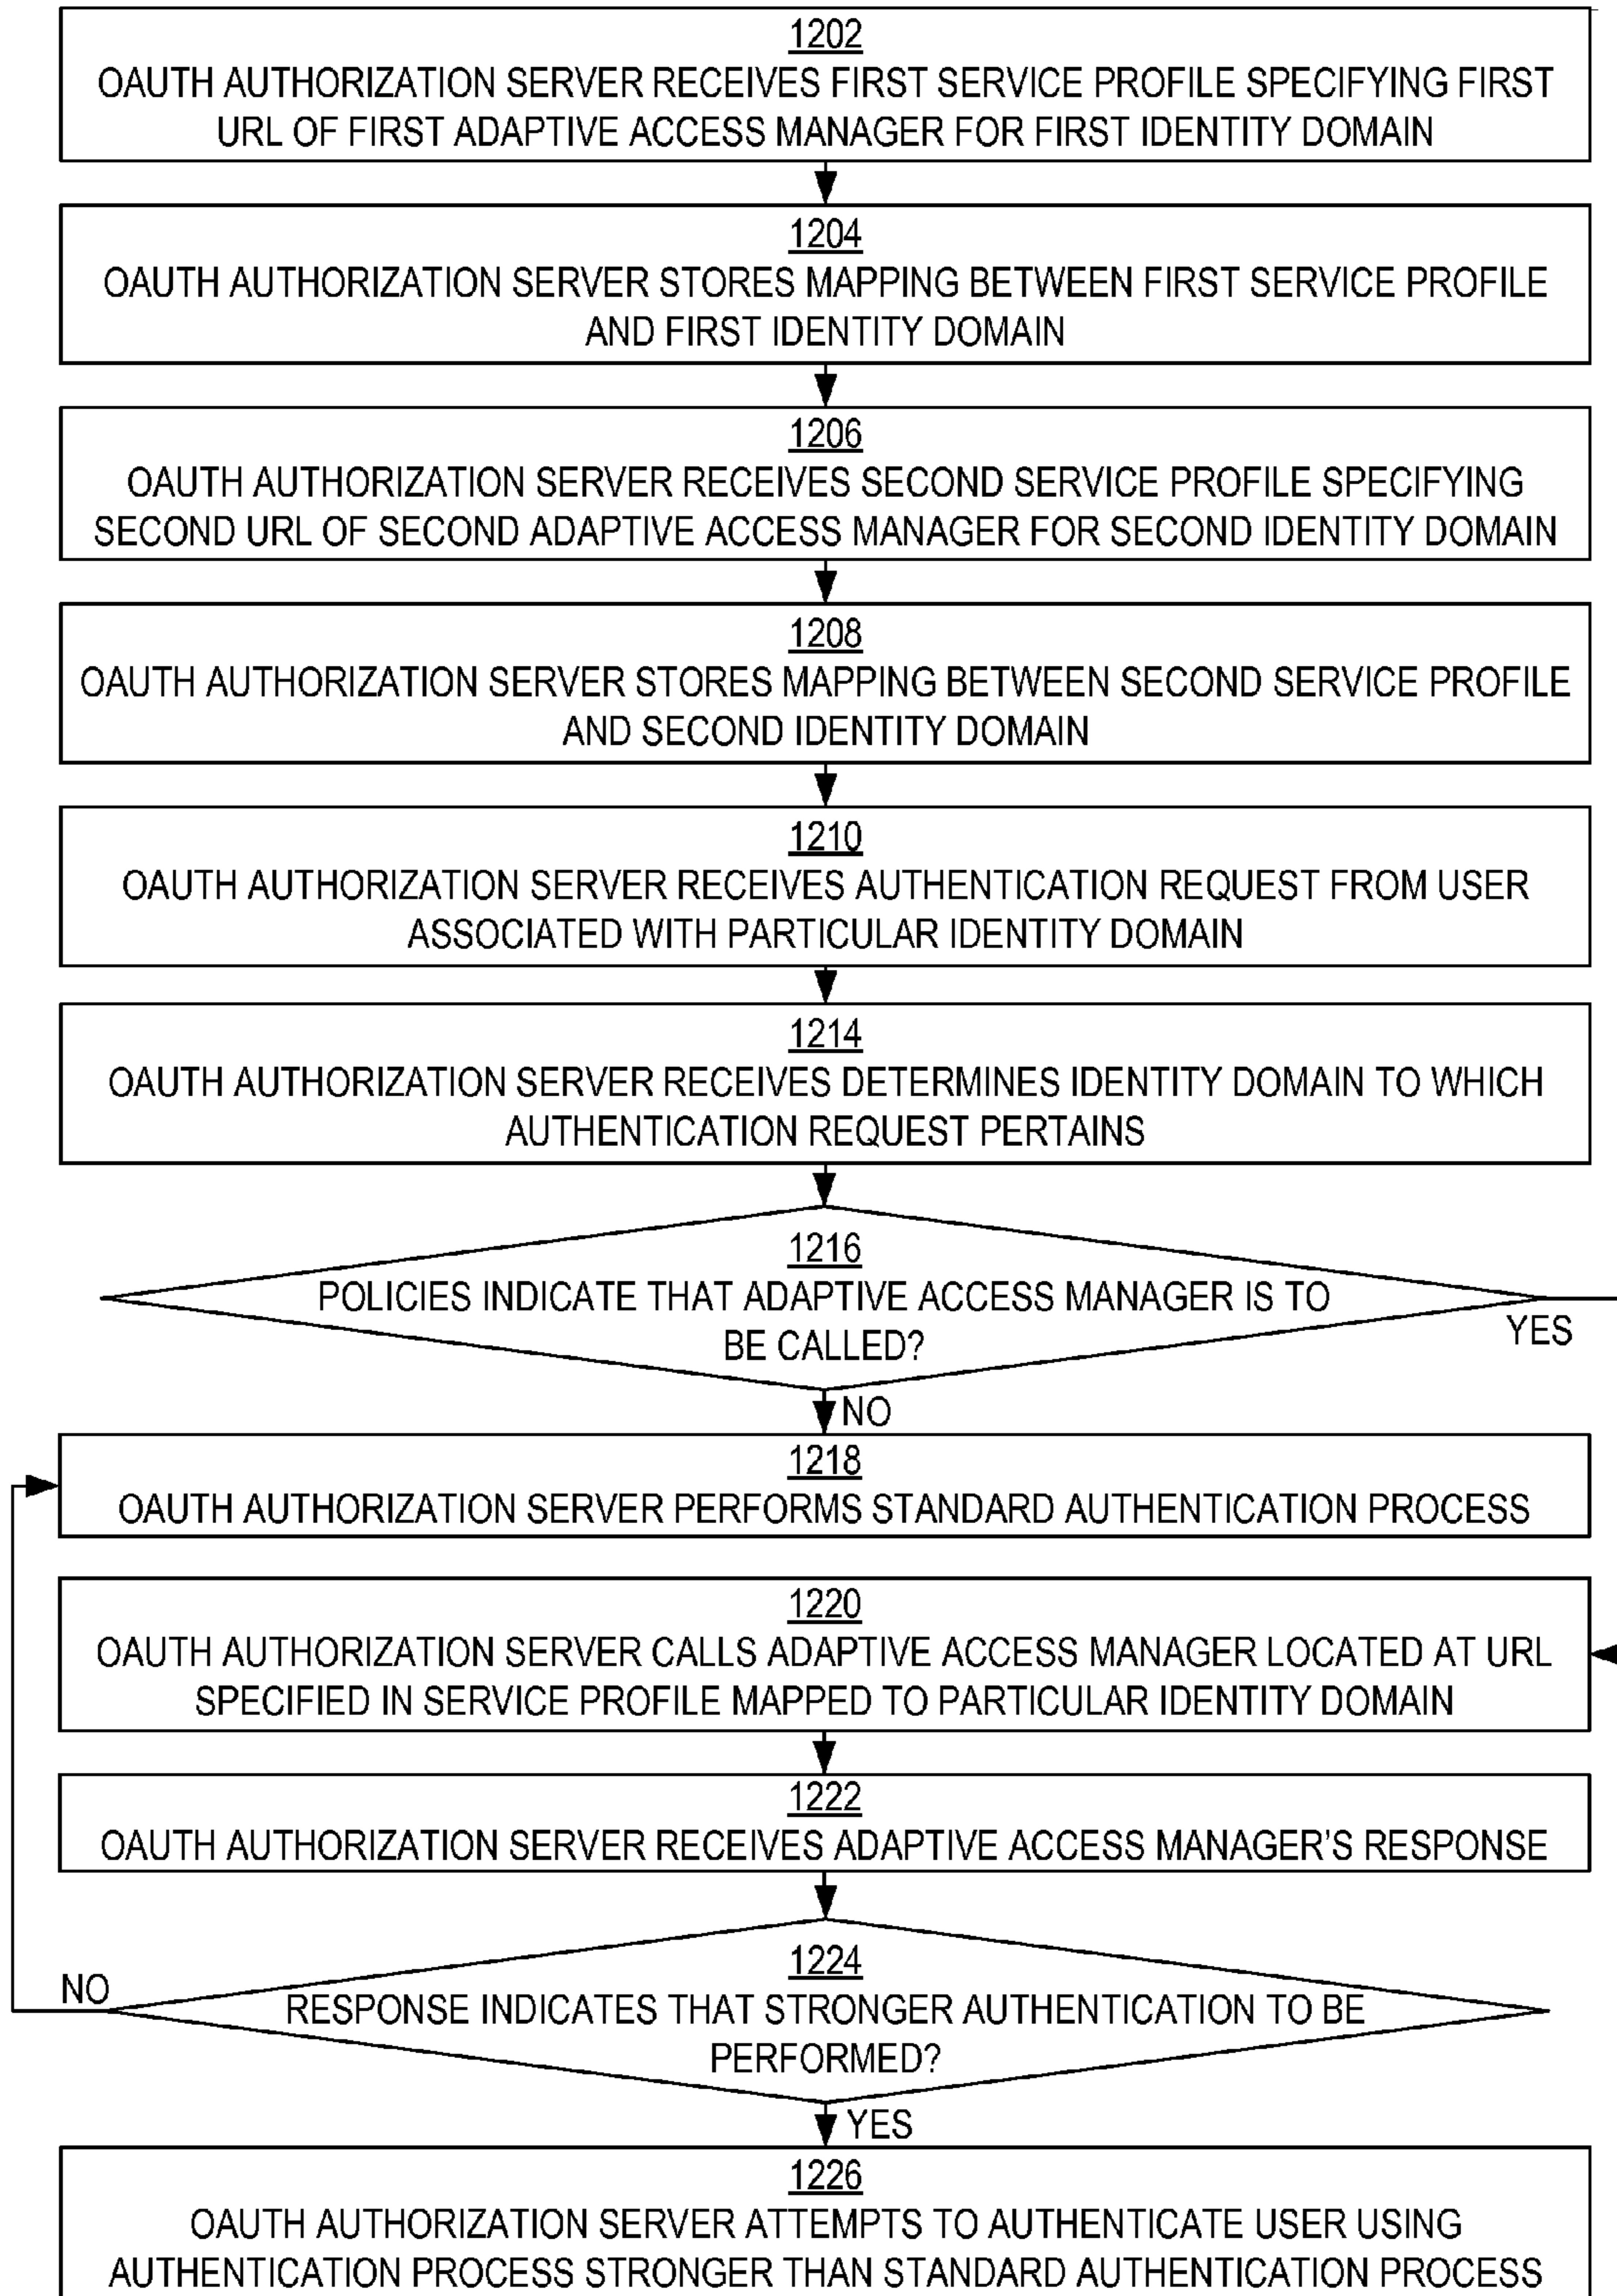 1202
OAUTH AUTHORIZATION SERVER RECEIVES FIRST SERVICE PROFILE SPECIFYING FIRST
URL OF FIRST ADAPTIVE ACCESS MANAGER FOR FIRST IDENTITY DOMAIN
1204
OAUTH AUTHORIZATION SERVER STORES MAPPING BETWEEN FIRST SERVICE PROFILE
AND FIRST IDENTITY DOMAIN
1206
OAUTH AUTHORIZATION SERVER RECEIVES SECOND SERVICE PROFILE SPECIFYING
SECOND URL OF SECOND ADAPTIVE ACCESS MANAGER FOR SECOND IDENTITY DOMAIN
1208
OAUTH AUTHORIZATION SERVER STORES MAPPING BETWEEN SECOND SERVICE PROFILE
AND SECOND IDENTITY DOMAIN
1210
OAUTH AUTHORIZATION SERVER RECEIVES AUTHENTICATION REQUEST FROM USER
ASSOCIATED WITH PARTICULAR IDENTITY DOMAIN
1214
OAUTH AUTHORIZATION SERVER RECEIVES DETERMINES IDENTITY DOMAIN TO WHICH
AUTHENTICATION REQUEST PERTAINS
1216
POLICIES INDICATE THAT ADAPTIVE ACCESS MANAGER IS TO
BE CALLED?
YES
NO
1218
OAUTH AUTHORIZATION SERVER PERFORMS STANDARD AUTHENTICATION PROCESS
1220
OAUTH AUTHORIZATION SERVER CALLS ADAPTIVE ACCESS MANAGER LOCATED AT URL
SPECIFIED IN SERVICE PROFILE MAPPED TO PARTICULAR IDENTITY DOMAIN
1222
OAUTH AUTHORIZATION SERVER RECEIVES ADAPTIVE ACCESS MANAGER'S RESPONSE
1224
NO
RESPONSE INDICATES THAT STRONGER AUTHENTICATION TO BE
PERFORMED?
YES
1226
OAUTH AUTHORIZATION SERVER ATTEMPTS TO AUTHENTICATE USER USING
AUTHENTICATION PROCESS STRONGER THAN STANDARD AUTHENTICATION PROCESS